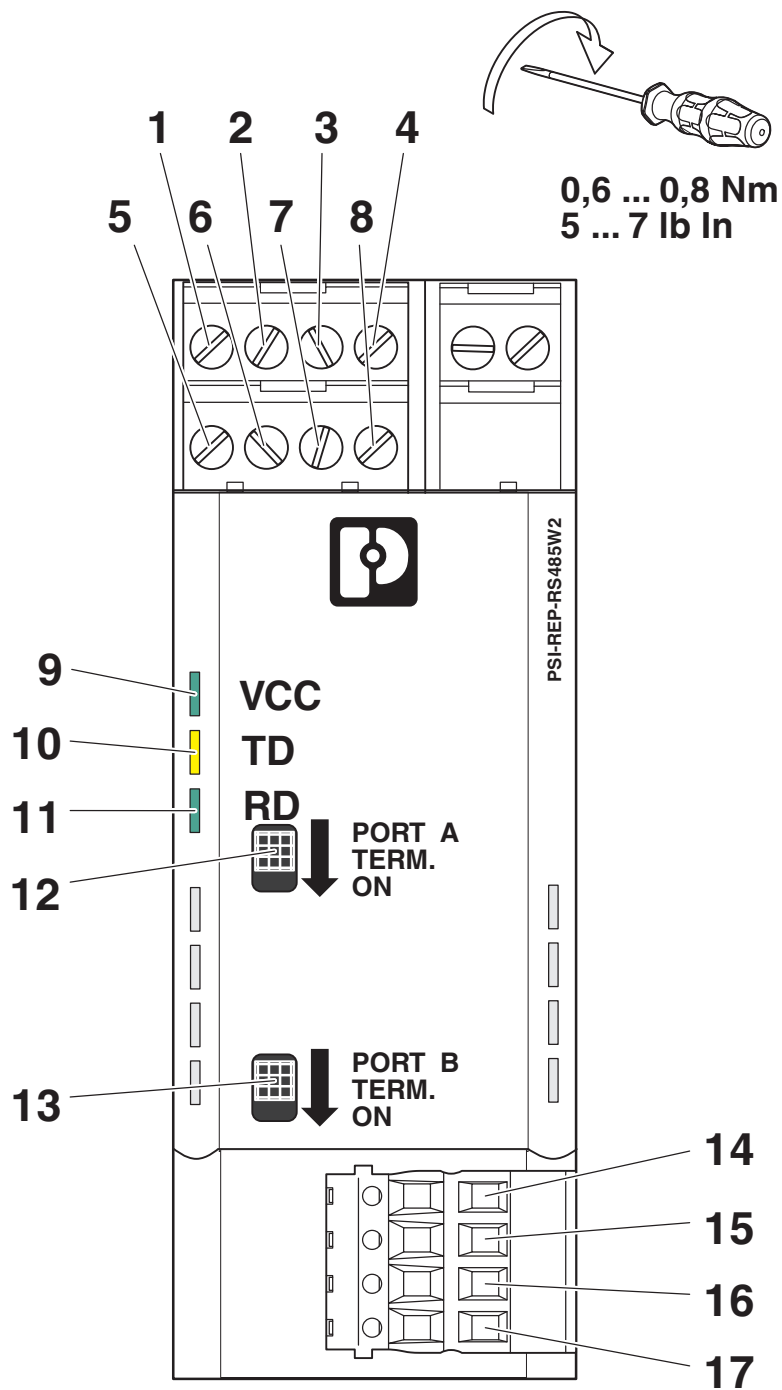 0,6 ... 0,8 Nm
5 ... 7 lb In
1 2 3 4
5 6 7 8
PSI-REP-RS485W2
9
VCC
10
TD
11
RD
12
PORT A
TERM.
ON
13
PORT B
TERM.
ON
14
15
16
17